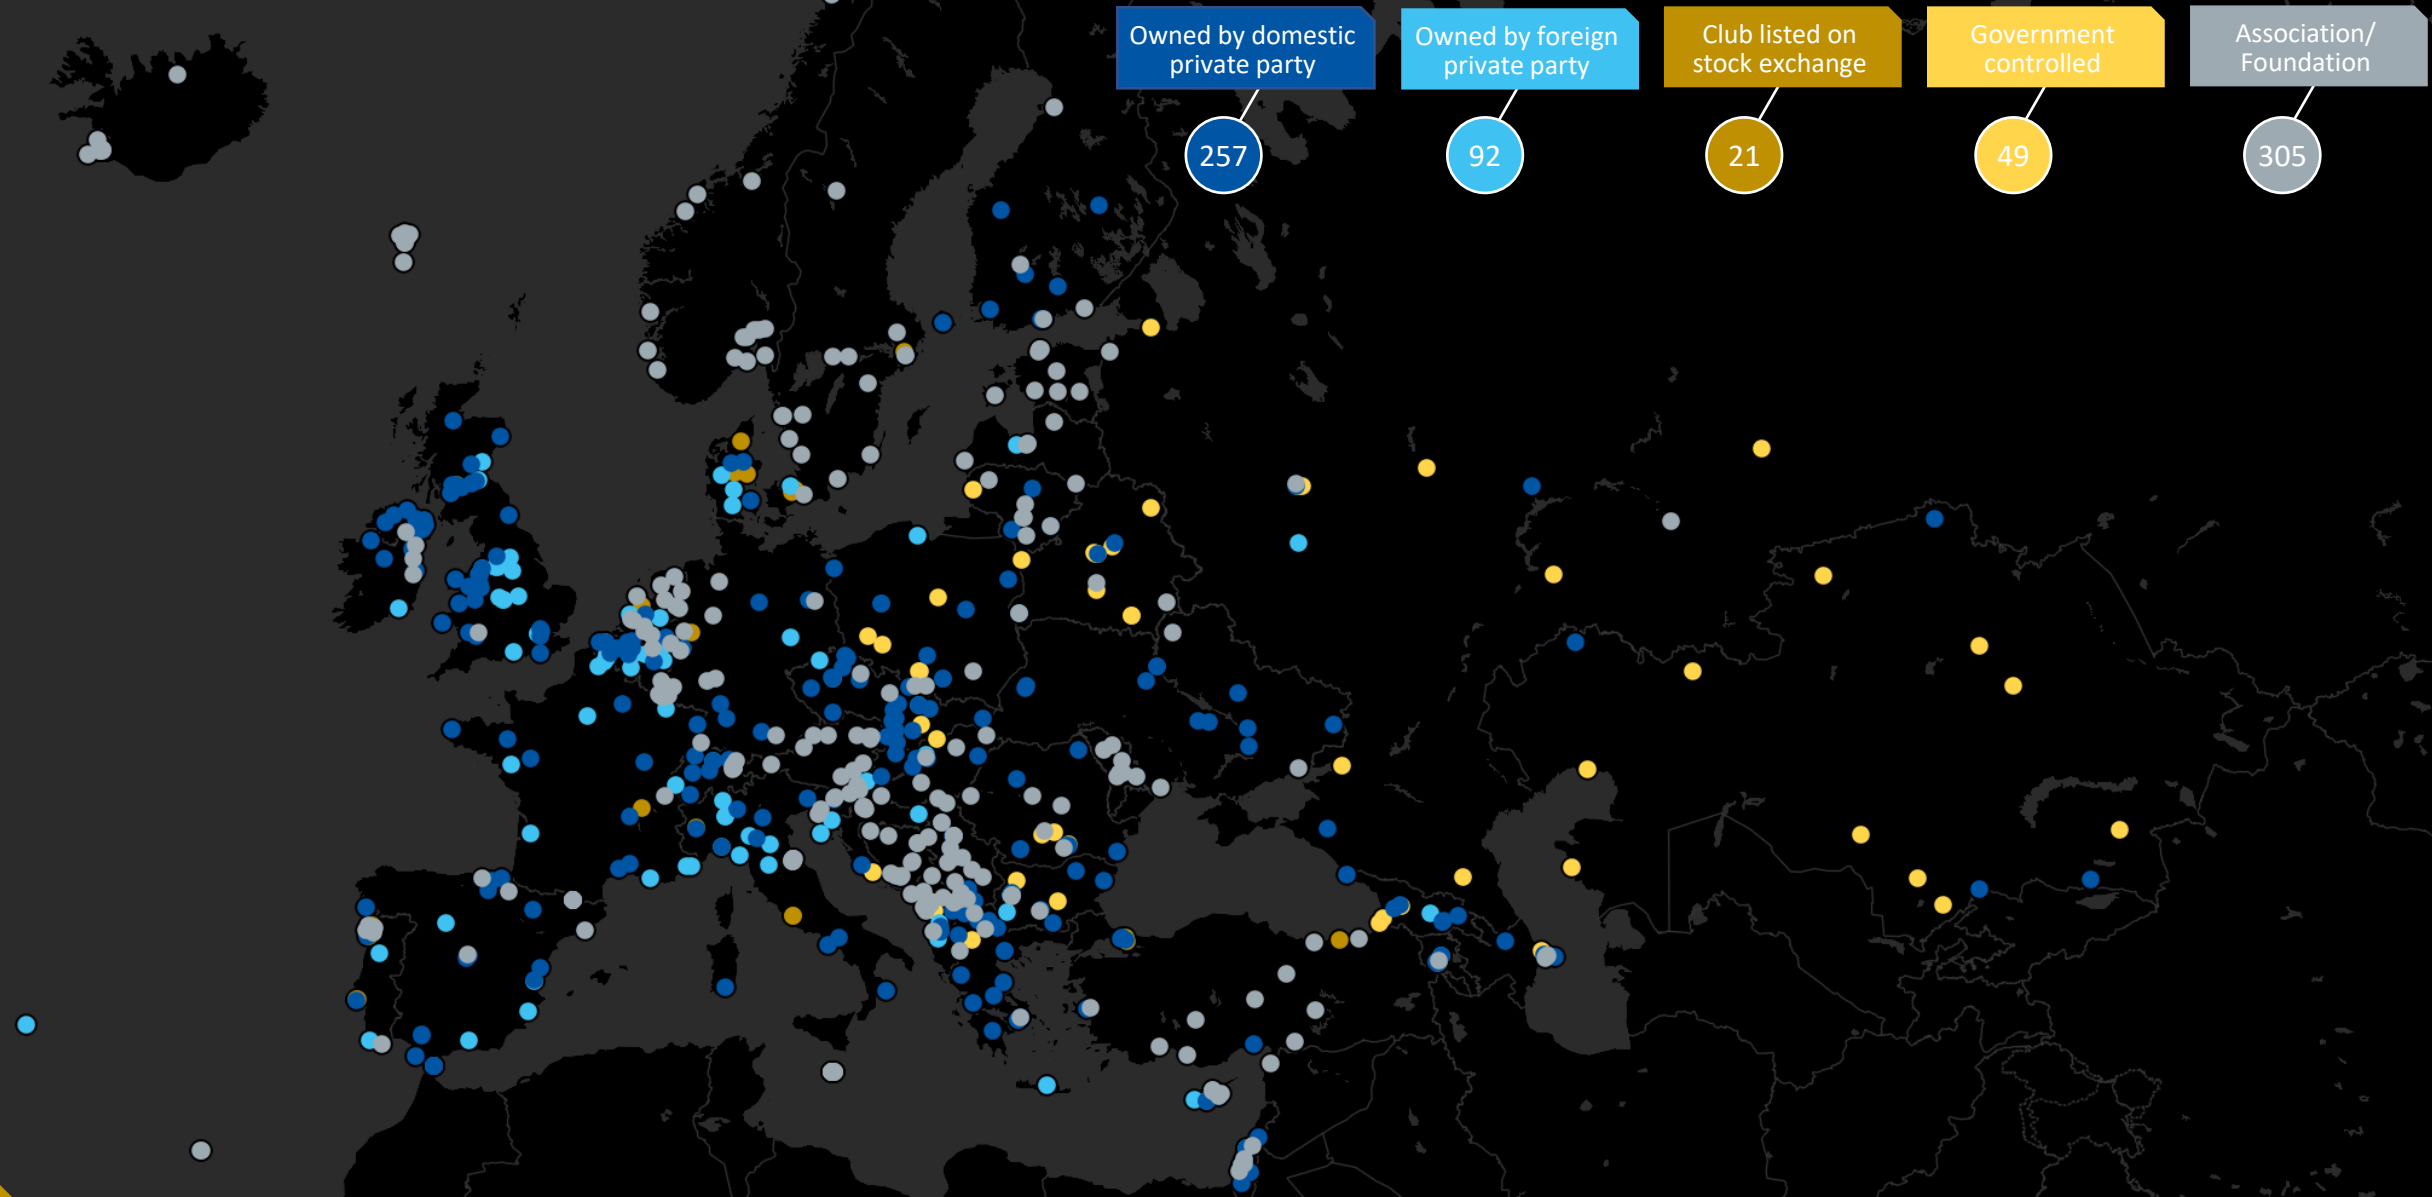 Owned by domestic
private party
Owned by foreign
private party
Club listed on
stock exchange
Government
controlled
Association/
Foundation
257
92
21
49
305